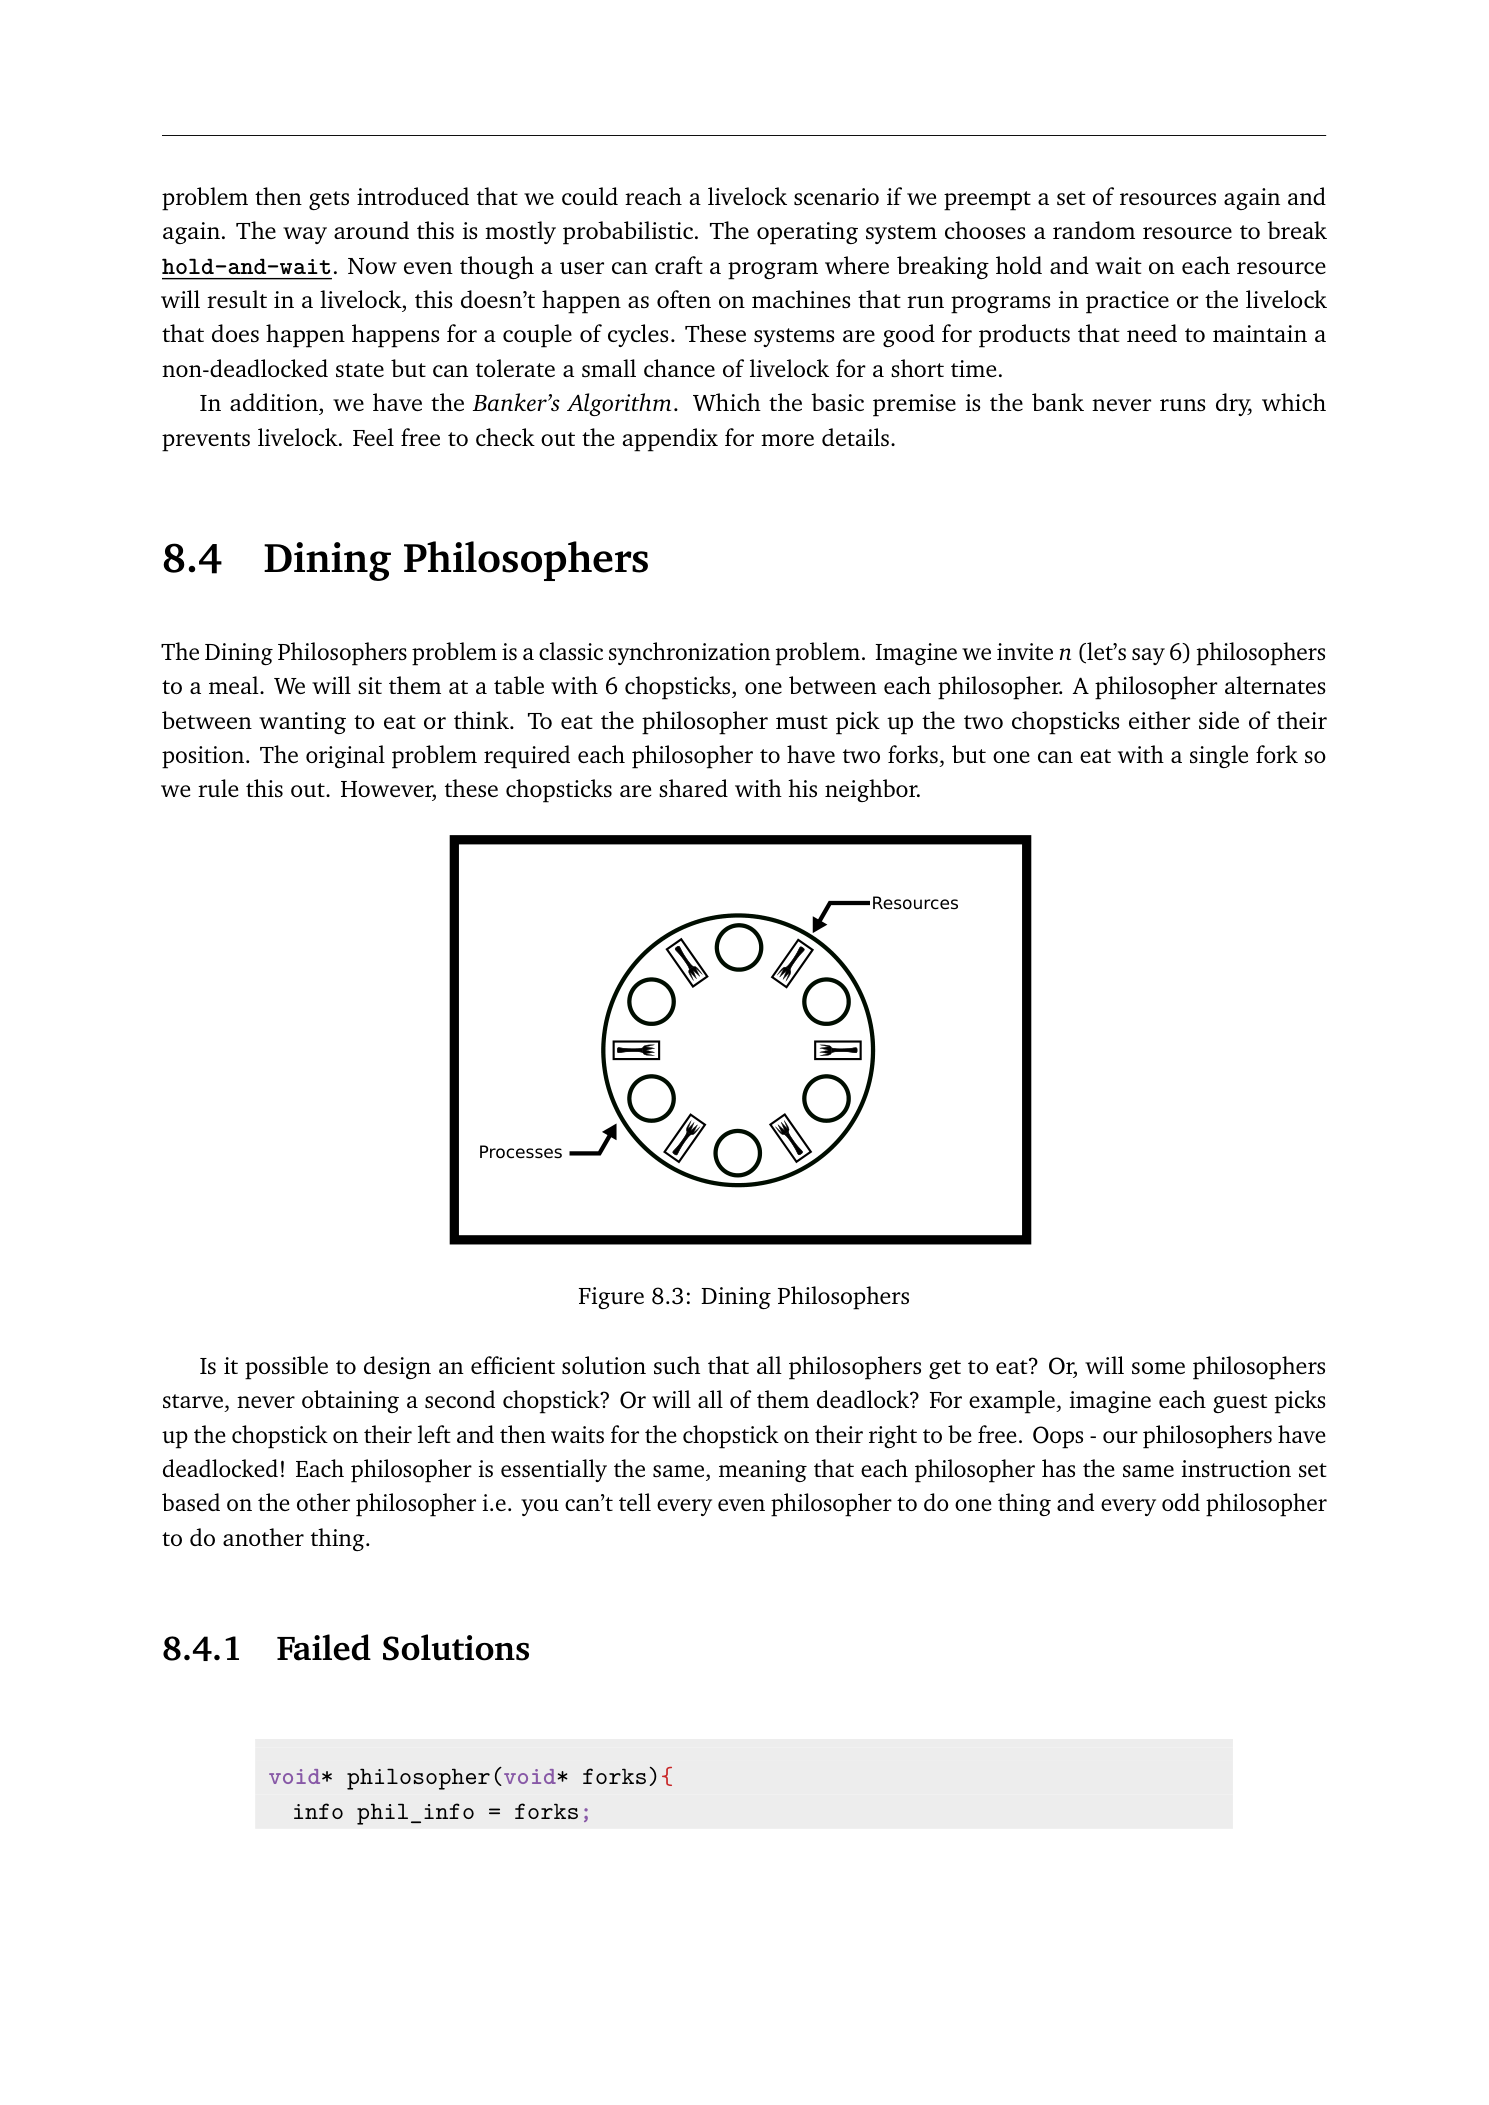 problem then gets introduced that we could reach a livelock scenario if we preempt a set of resources again and
again. The way around this is mostly probabilistic. The operating system chooses a random resource to break
hold-and-wait. Now even though a user can craft a program where breaking hold and wait on each resource
will result in a livelock, this doesn't happen as often on machines that run programs in practice or the livelock
that does happen happens for a couple of cycles. These systems are good for products that need to maintain a
non-deadlocked state but can tolerate a small chance of livelock for a short time.
In addition, we have the Banker's Algorithm. Which the basic premise is the bank never runs dry, which
prevents livelock. Feel free to check out the appendix for more details.
8.4 Dining Philosophers
The Dining Philosophers problem is a classic synchronization problem. Imagine we invite n (let's say 6) philosophers
to a meal. We will sit them at a table with 6 chopsticks, one between each philosopher. A philosopher alternates
between wanting to eat or think. To eat the philosopher must pick up the two chopsticks either side of their
position. The original problem required each philosopher to have two forks, but one can eat with a single fork so
we rule this out. However, these chopsticks are shared with his neighbor.
Resources
Processes
Figure 8.3: Dining Philosophers
Is it possible to design an efficient solution such that all philosophers get to eat? Or, will some philosophers
starve, never obtaining a second chopstick? Or will all of them deadlock? For example, imagine each guest picks
up the chopstick on their left and then waits for the chopstick on their right to be free. Oops - our philosophers have
deadlocked! Each philosopher is essentially the same, meaning that each philosopher has the same instruction set
based on the other philosopher i.e. you can't tell every even philosopher to do one thing and every odd philosopher
to do another thing.
8.4.1 Failed Solutions
void* philosopher(void* forks){
info phil_info = forks;